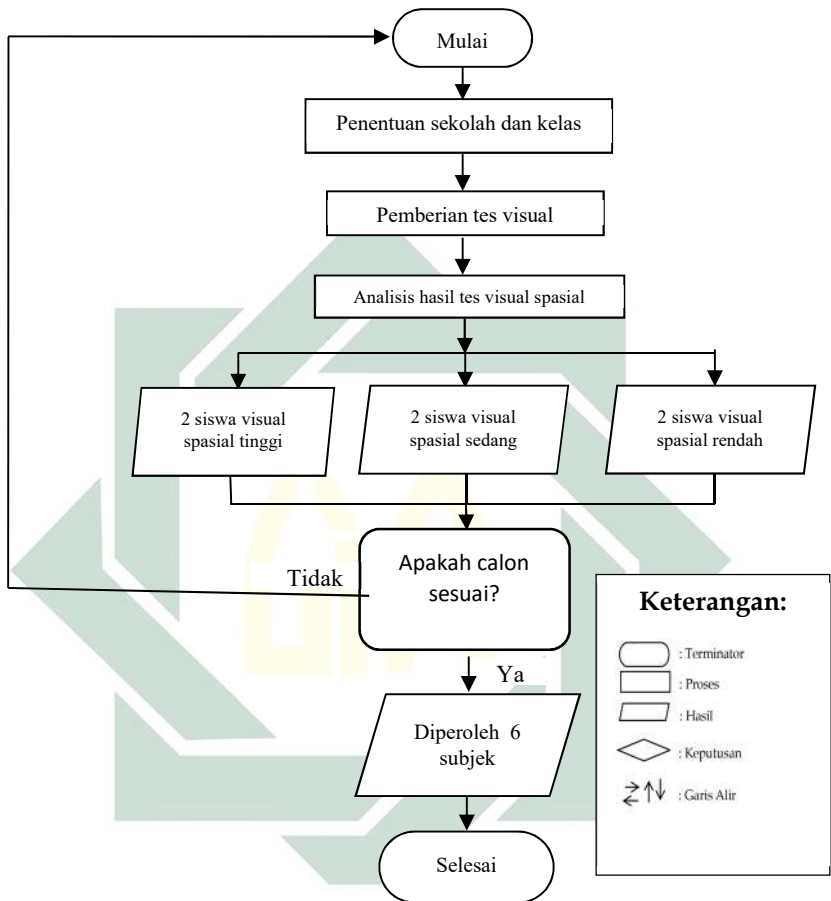 Mulai
Penentuan sekolah dan kelas
Pemberian tes visual
Analisis hasil tes visual spasial
2 siswa visual
spasial tinggi
2 siswa visual
spasial sedang
2 siswa visual
spasial rendah
Apakah calon
sesuai?
Tidak
Ya
Diperoleh 6
subjek
Selesai
Keterangan:
: Terminator
: Proses
: Hasil
: Keputusan
: Garis Alir